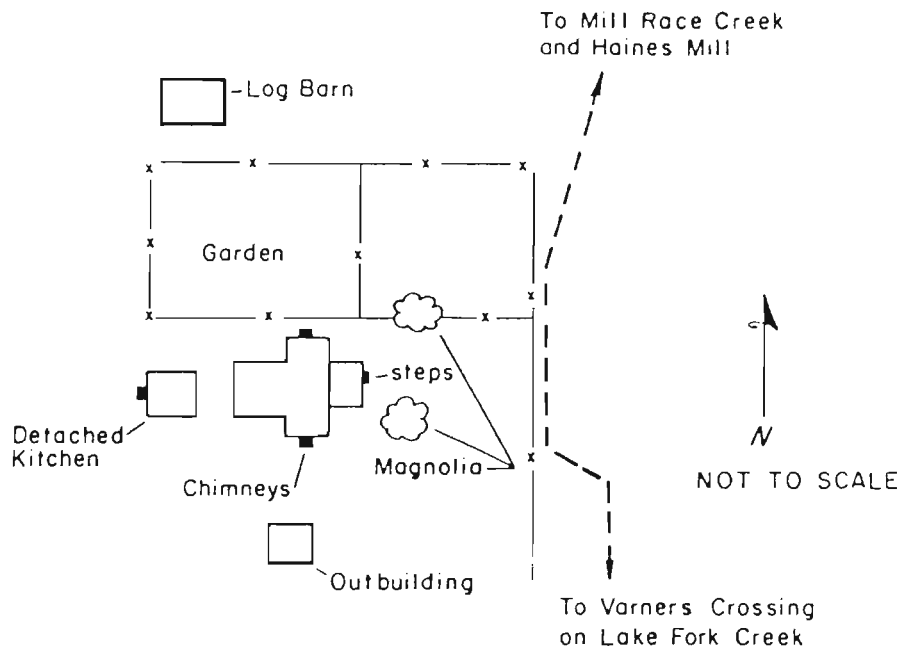 To Mill Race Creek
and Haines Mill
Log Barn
Garden
steps
Detached
Kitchen
Magnolia
Chimneys
N
NOT TO SCALE
Outbuilding
To Varners Crossing
on Lake Fork Creek